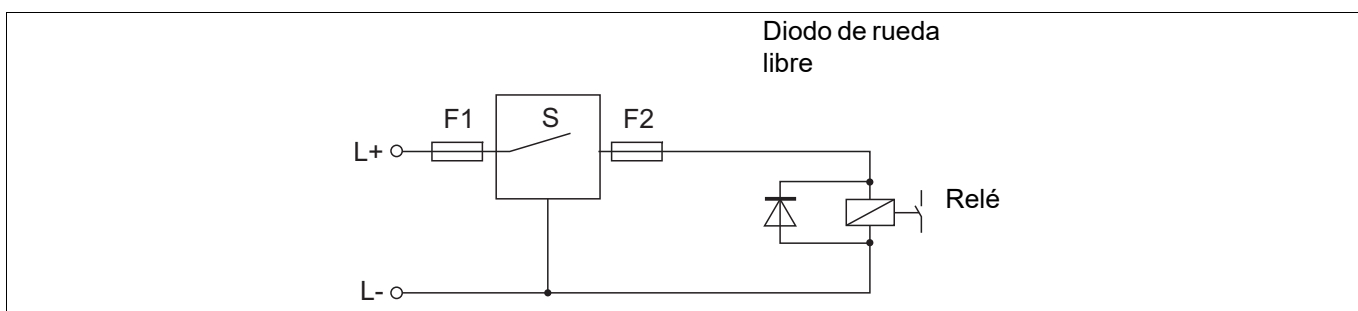 Diodo de rueda
libre
F1
S
F2
L+
Relé
L-